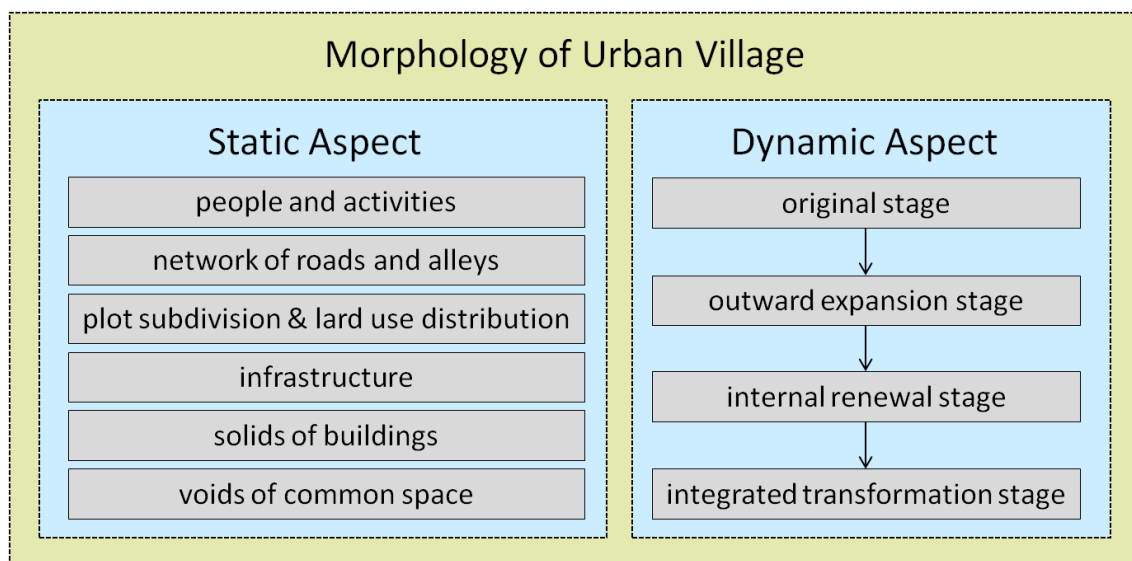 Morphology of Urban Village
Static Aspect
people and activities
network of roads and alleys
plot subdivision & lard use distribution
infrastructure
solids of buildings
voids of common space
Dynamic Aspect
original stage
outward expansion stage
internal renewal stage
integrated transformation stage